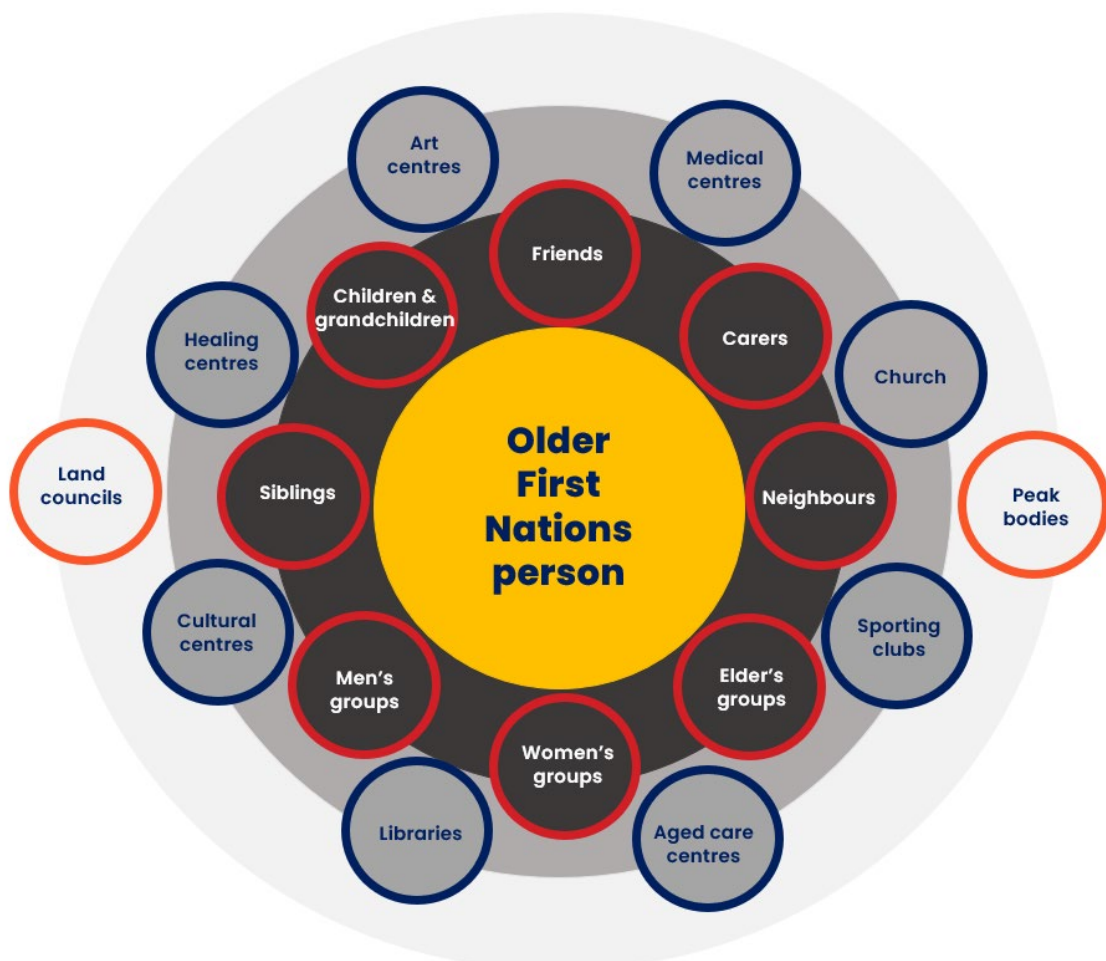 Art
centres
Medical
centres
Friends
Children &
grandchildren
Carers
Healing
centres
Church
Older
First
Nations
person
Land
councils
Siblings
Neighbours
Peak
bodies
Cultural
centres
Sporting
clubs
Men's
groups
Elder's
groups
Women's
groups
Libraries
Aged care
centres